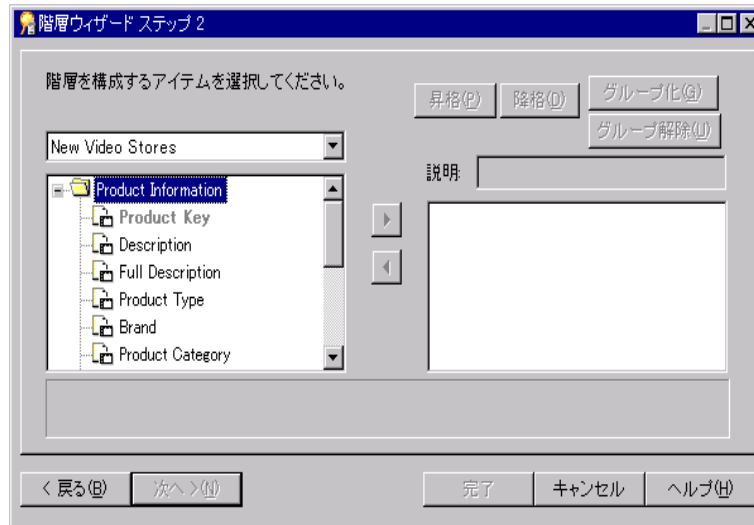 階層ウィザード ステップ 2
階層を構成するアイテムを選択してください。
昇格(P)
降格(D)
グループ化(G)
グループ解除(U)
New Video Stores
説明:
Product Information
Product Key
Description
Full Description
Product Type
Brand
Product Category
< 戻る(B)
次へ >(N)
完了
キャンセル
ヘルプ(H)